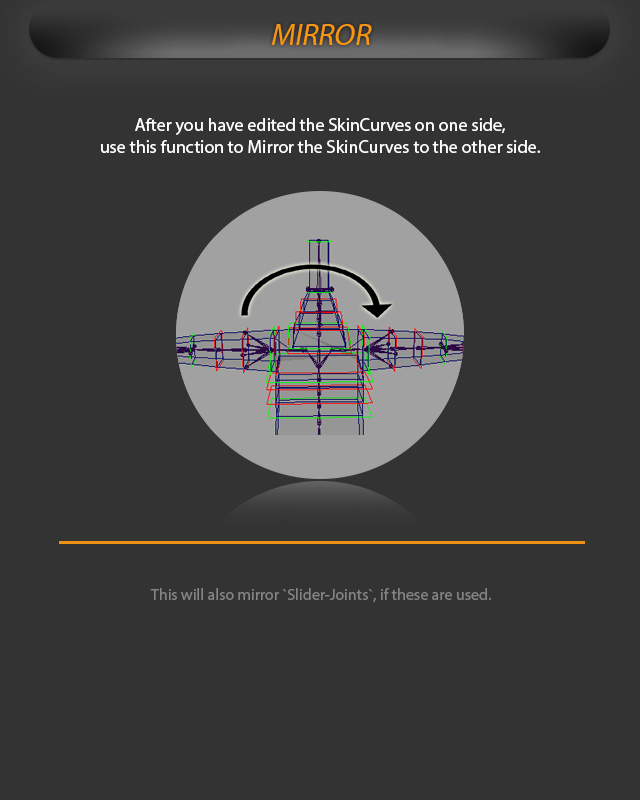 MIRROR
After you have edited the SkinCurves on one side,
use this function to Mirror the SkinCurves to the other side.
This will also mirror `Slider-Joints`, if these are used.